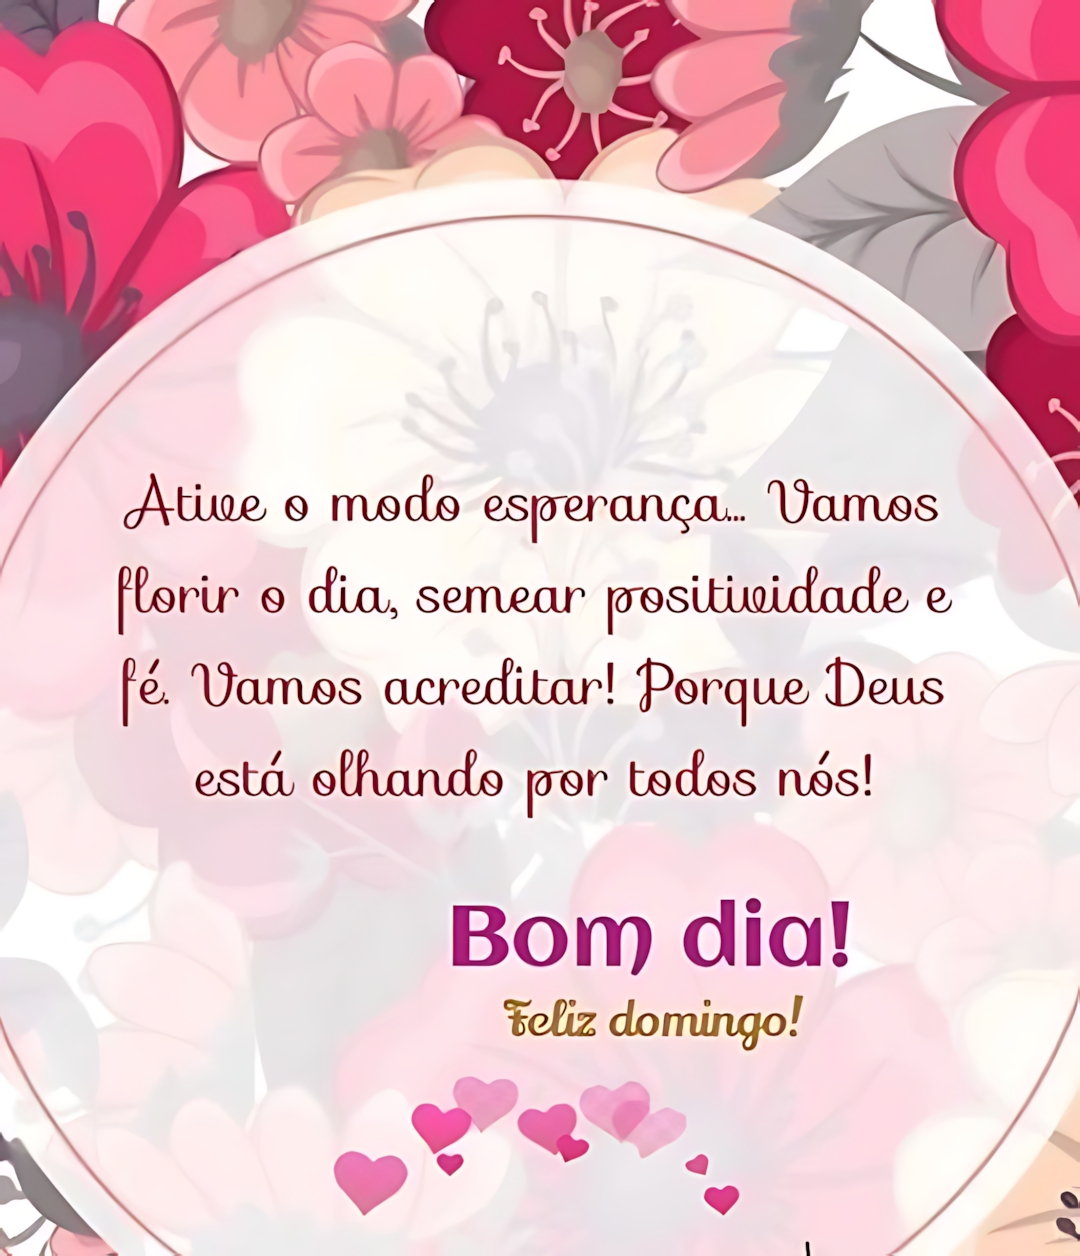 Ative o modo esperança... Vamos
florir o dia, semear positividade e
fé. Vamos acreditar! Porque Deus
está olhando por todos nós!
Bom dia!
Feliz domingo!